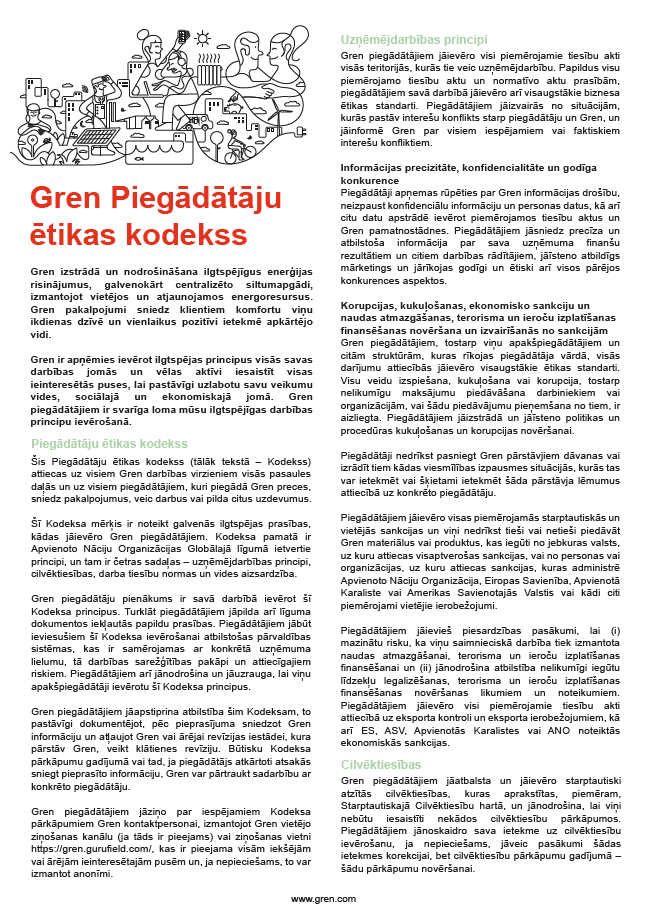 Gren Piegādātāju
ētikas kodekss
Gren izstrādā un nodrošināšana ilgtspējīgus enerģijas
risinājumus, galvenokārt centralizēto siltumapgādi,
izmantojot vietējos un atjaunojamos energoresursus.
Gren pakalpojumi sniedz klientiem komfortu viņu
ikdienas dzīvē un vienlaikus pozitīvi ietekmē apkārtējo
vidi.
Gren ir apņēmies ievērot ilgtspējas principus visās savas
darbības jomās un vēlas aktīvi iesaistīt visas
ieinteresētās puses, lai pastāvīgi uzlabotu savu veikumu
vides, sociālajā un ekonomiskajā jomā. Gren
piegādātājiem ir svarīga loma mūsu ilgtspējīgas darbības
principu ievērošanā.
Piegādātāju ētikas kodekss
Šis Piegādātāju ētikas kodekss (tālāk tekstā – Kodekss)
attiecas uz visiem Gren darbības virzieniem visās pasaules
daļās un uz visiem piegādātājiem, kuri piegādā Gren preces,
sniedz pakalpojumus, veic darbus vai pilda citus uzdevumus.
Šī Kodeksa mērķis ir noteikt galvenās ilgtspējas prasības,
kādas jāievēro Gren piegādātājiem. Kodeksa pamatā ir
Apvienoto Nāciju Organizācijas Globālajā līgumā ietvertie
principi, un tam ir četras sadaļas – uzņēmējdarbības principi,
cilvēktiesības, darba tiesību normas un vides aizsardzība.
Gren piegādātāju pienākums ir savā darbībā ievērot šī
Kodeksa principus. Turklāt piegādātājiem jāpilda arī līguma
dokumentos iekļautās papildu prasības. Piegādātājiem jābūt
ieviesušiem šī Kodeksa ievērošanai atbilstošas pārvaldības
sistēmas, kas ir samērojamas ar konkrētā uzņēmuma
lielumu, tā darbības sarežģītības pakāpi un attiecīgajiem
riskiem. Piegādātājiem arī jānodrošina un jāuzrauga, lai viņu
apakšpiegādātāji ievērotu šī Kodeksa principus.
Gren piegādātājiem jāapstiprina atbilstība šim Kodeksam, to
pastāvīgi dokumentējot, pēc pieprasījuma sniedzot Gren
informāciju un atļaujot Gren vai ārējai revīzijas iestādei, kura
pārstāv Gren, veikt klātienes revīziju. Būtisku Kodeksa
pārkāpumu gadījumā vai tad, ja piegādātājs atkārtoti atsakās
sniegt pieprasīto informāciju, Gren var pārtraukt sadarbību ar
konkrēto piegādātāju.
Gren piegādātājiem jāziņo par iespējamiem Kodeksa
pārkāpumiem Gren kontaktpersonai, izmantojot Gren vietējo
ziņošanas kanālu (ja tāds ir pieejams) vai ziņošanas vietni
https://gren.gurufield.com/, kas ir pieejama visām iekšējām
vai ārējām ieinteresētajām pusēm un, ja nepieciešams, to var
izmantot anonīmi.
Uzņēmējdarbības principi
Gren piegādātājiem jāievēro visi piemērojamie tiesību akti
visās teritorijās, kurās tie veic uzņēmējdarbību. Papildus visu
piemērojamo tiesību aktu un normatīvo aktu prasībām,
piegādātājiem savā darbībā jāievēro arī visaugstākie biznesa
ētikas standarti. Piegādātājiem jāizvairās no situācijām,
kurās pastāv interešu konflikts starp piegādātāju un Gren, un
jāinformē Gren par visiem iespējamiem vai faktiskiem
interešu konfliktiem.
Informācijas precizitāte, konfidencialitāte un godīga
konkurence
Piegādātāji apņemas rūpēties par Gren informācijas drošību,
neizpaust konfidenciālu informāciju un personas datus, kā arī
citu datu apstrādē ievērot piemērojamos tiesību aktus un
Gren pamatnostādnes. Piegādātājiem jāsniedz precīza un
atbilstoša informācija par sava uzņēmuma finanšu
rezultātiem un citiem darbības rādītājiem, jāīsteno atbildīgs
mārketings un jārīkojas godīgi un ētiski arī visos pārējos
konkurences aspektos.
Korupcijas, kukuļošanas, ekonomisko sankciju un
naudas atmazgāšanas, terorisma un ieroču izplatīšanas
finansēšanas novēršana un izvairīšanās no sankcijām
Gren piegādātājiem, tostarp viņu apakšpiegādātājiem un
citām struktūrām, kuras rīkojas piegādātāja vārdā, visās
darījumu attiecībās jāievēro visaugstākie ētikas standarti.
Visu veidu izspiešana, kukuļošana vai korupcija, tostarp
nelikumīgu maksājumu piedāvāšana darbiniekiem vai
organizācijām, vai šādu piedāvājumu pieņemšana no tiem, ir
aizliegta. Piegādātājiem jāizstrādā un jāīsteno politikas un
procedūras kukuļošanas un korupcijas novēršanai.
Piegādātāji nedrīkst pasniegt Gren pārstāvjiem dāvanas vai
izrādīt tiem kādas viesmīlības izpausmes situācijās, kurās tas
var ietekmēt vai šķietami ietekmēt šāda pārstāvja lēmumus
attiecībā uz konkrēto piegādātāju.
Piegādātājiem jāievēro visas piemērojamās starptautiskās un
vietējās sankcijas un viņi nedrīkst tieši vai netieši piedāvāt
Gren materiālus vai produktus, kas iegūti no jebkuras valsts,
uz kuru attiecas visaptverošas sankcijas, vai no personas vai
organizācijas, uz kuru attiecas sankcijas, kuras administrē
Apvienoto Nāciju Organizācija, Eiropas Savienība, Apvienotā
Karaliste vai Amerikas Savienotajās Valstis vai kādi citi
piemērojami vietējie ierobežojumi.
Piegādātājiem jāievieš piesardzības pasākumi, lai (i)
mazinātu risku, ka viņu saimnieciskā darbība tiek izmantota
naudas atmazgāšanai, terorisma un ieroču izplatīšanas
finansēšanai un (ii) jānodrošina atbilstība nelikumīgi iegūtu
līdzekļu legalizēšanas, terorisma un ieroču izplatīšanas
finansēšanas novēršanas likumiem un noteikumiem.
Piegādātājiem jāievēro visi piemērojamie tiesību akti
attiecībā uz eksporta kontroli un eksporta ierobežojumiem, kā
arī ES, ASV, Apvienotās Karalistes vai ANO noteiktās
ekonomiskās sankcijas.
Cilvēktiesības
Gren piegādātājiem jāatbalsta un jāievēro starptautiski
atzītās cilvēktiesības, kuras aprakstītas, piemēram,
Starptautiskajā Cilvēktiesību hartā, un jānodrošina, lai viņi
nebūtu iesaistīti nekādos cilvēktiesību pārkāpumos.
Piegādātājiem jānoskaidro sava ietekme uz cilvēktiesību
ievērošanu, ja nepieciešams, jāveic pasākumi šādas
ietekmes korekcijai, bet cilvēktiesību pārkāpumu gadījumā –
šādu pārkāpumu novēršanai.
www.gren.com